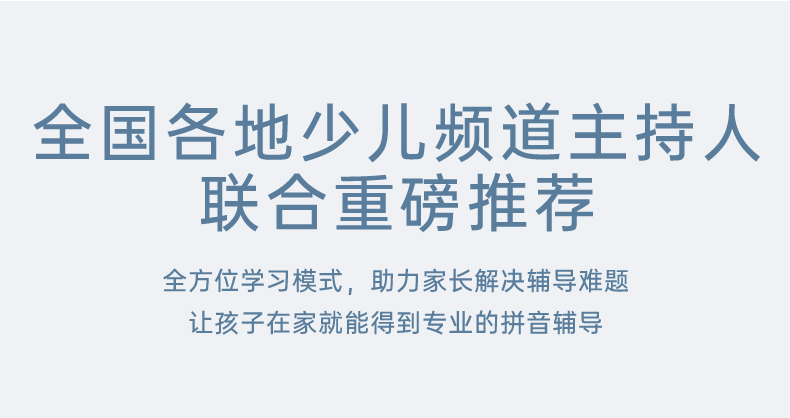 全国各地少儿频道主持人
联合重磅推荐
全方位学习模式，助力家长解决辅导难题
让孩子在家就能得到专业的拼音辅导